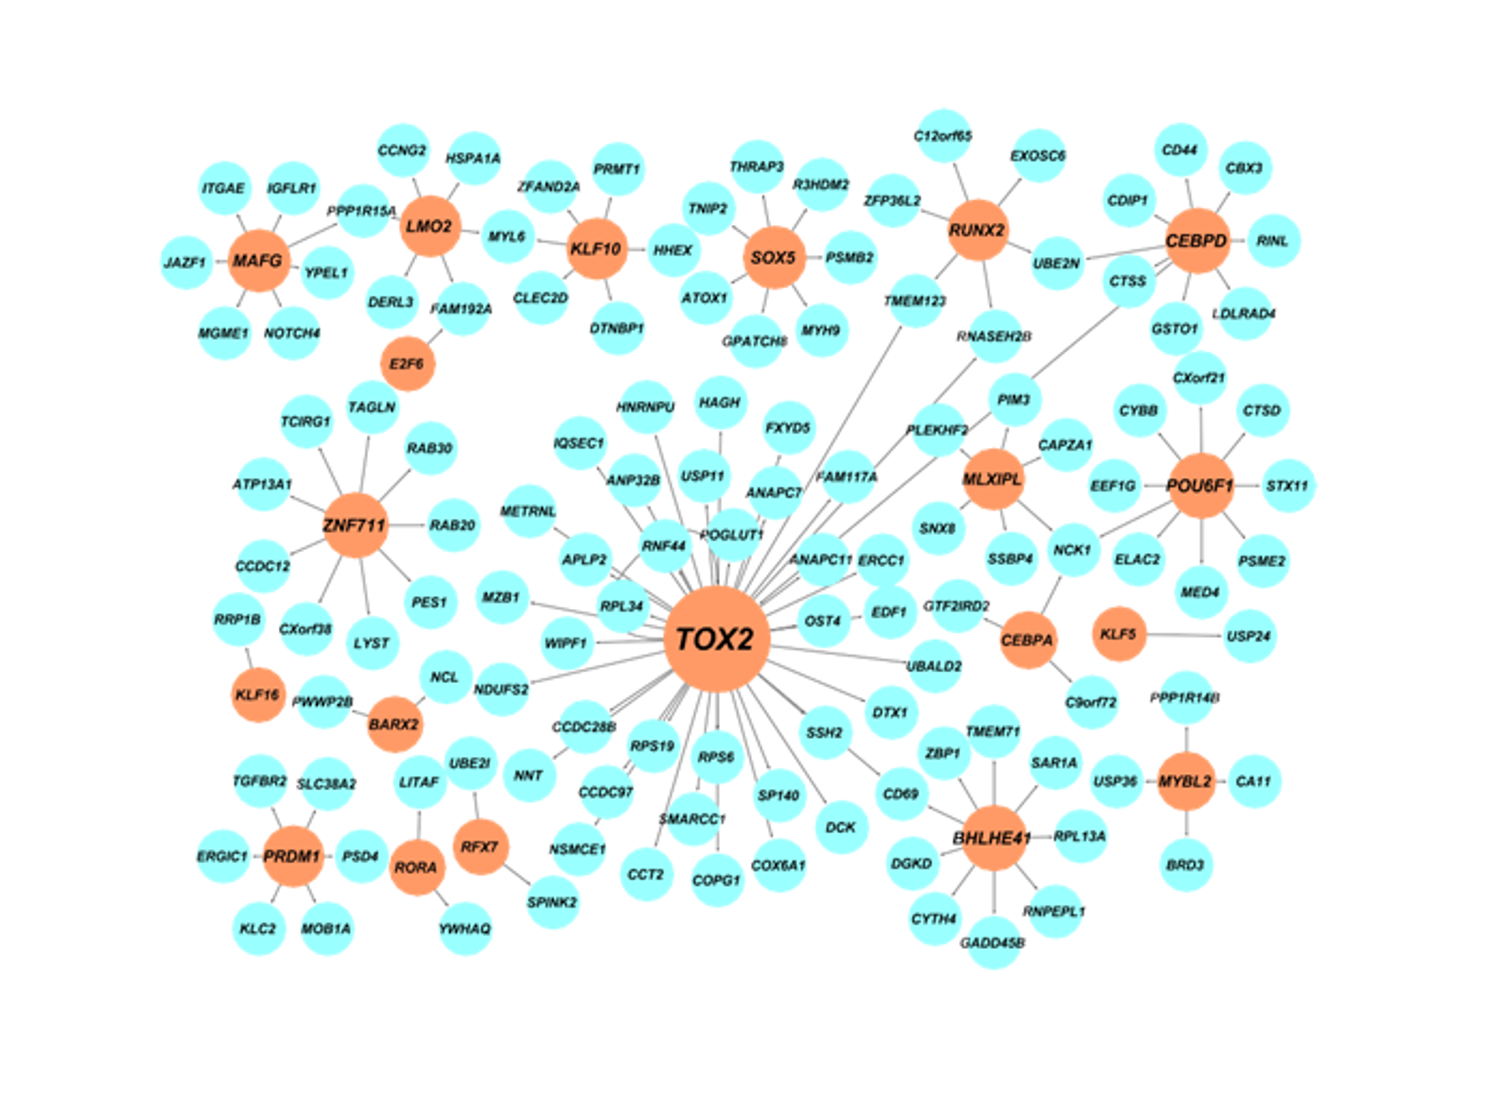 C12orf65
CCNG2
HSPA1A
CD44
EXOSC6
CBX3
THRAP3
PRMT1
ITGAE
IGFLR1
ZFAND2A
R3HDM2
ZFP36L2
CDIP1
PPP1R15A
TNIP2
LMO2
MYL6
RUNX2
CEBPD
RINL
KLF10
HHEX
SOX5
PSMB2
MAFG
JAZF1
YPEL1
UBE2N
CTSS
DERL3
FAM192A
CLEC2D
ATOX1
TMEM123
LDLRAD4
MGME1
NOTCH4
DTNBP1
GPATCH8
MYH9
RNASEH2B
GSTO1
E2F6
CXorf21
TAGLN
TCIRG1
HNRNPU
HAGH
PIM3
CYBB
CTSD
FXYD5
PLEKHF2
IQSEC1
RAB30
CAPZA1
ATP13A1
ANP32B
USP11
ANAPC7
FAM117A
MLXIPL
EEF1G
POU6F1
STX11
METRNL
ZNF711
RAB20
SNX8
RNF44
POGLUT1
NCK1
APLP2
ANAPC11
ERCC1
SSBP4
ELAC2
PSME2
CCDC12
MZB1
PES1
RPL34
MED4
RRP1B
CXorf38
LYST
WIPF1
TOX2
OST4
EDF1
GTF2IRD2
CEBPA
KLF5
USP24
UBALD2
NCL
NDUFS2
KLF16
PWWP2B
BARX2
DTX1
C9orf72
PPP1R14B
CCDC28B
SSH2
TMEM71
RPS19
RPS6
ZBP1
UBE2I
SAR1A
NNT
TGFBR2
SLC38A2
LITAF
CCDC97
SP140
CD69
USP36
MYBL2
CA11
SMARCC1
DCK
BHLHE41
RPL13A
ERGIC1
PRDM1
PSD4
RORA
RFX7
NSMCE1
CCT2
COPG1
COX6A1
DGKD
BRD3
SPINK2
KLC2
MOB1A
YWHAQ
CYTH4
RNPEPL1
GADD45B